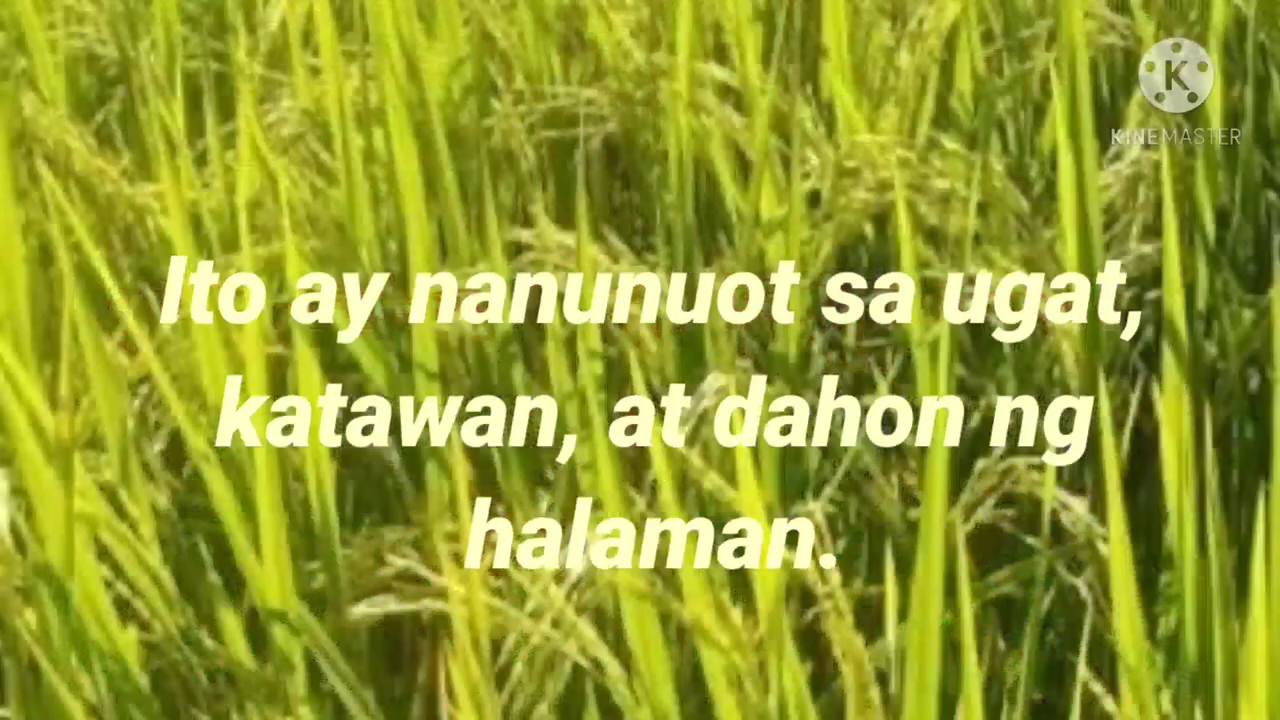 KINEMASTER
Ito ay nanunuot sa ugat,
katawan, at dahon ng
halaman.